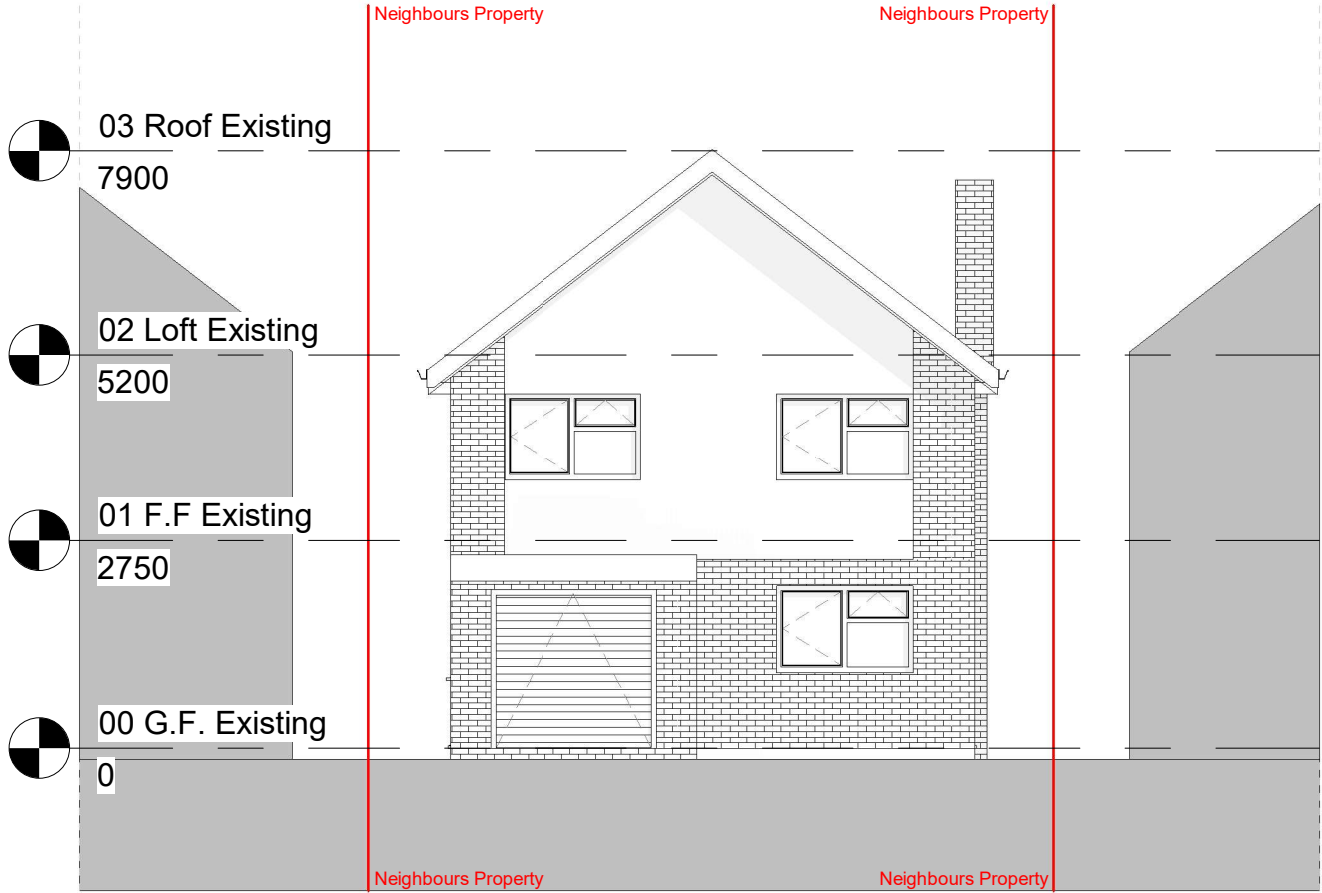 Neighbours Property
Neighbours Property
03 Roof Existing
7900
02 Loft Existing
5200
01 F.F Existing
2750
00 G.F. Existing
0
Neighbours Property
Neighbours Property